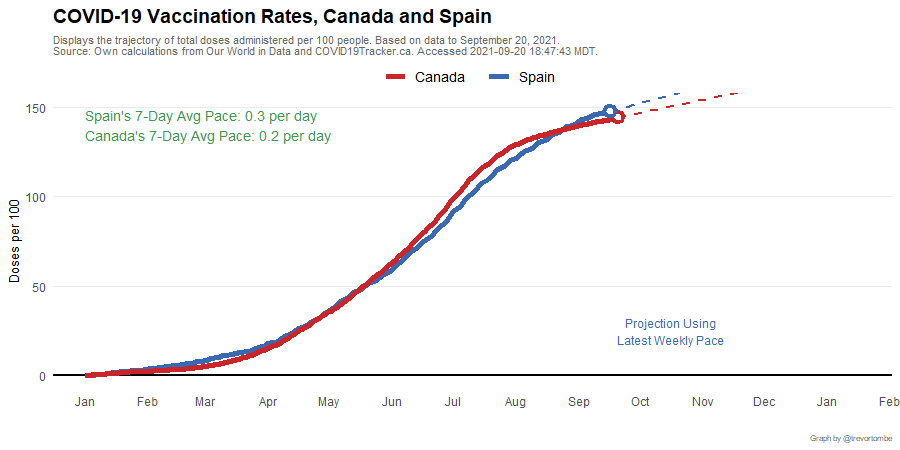 COVID-19 Vaccination Rates, Canada and Spain
Displays the trajectory of total doses administered per 100 people. Based on data to September 20, 2021.
Source: Own calculations from Our World in Data and COVID19Tracker.ca. Accessed 2021-09-20 18:47:43 MDT.
Canada Spain
150
Spain's 7-Day Avg Pace: 0.3 per day
Canada's 7-Day Avg Pace: 0.2 per day
100
Doses per 100
50
Projection Using
Latest Weekly Pace
0
Jan Feb Mar Apr May Jun Jul Aug Sep Oct Nov Dec Jan Feb
Graph by @trevortombe